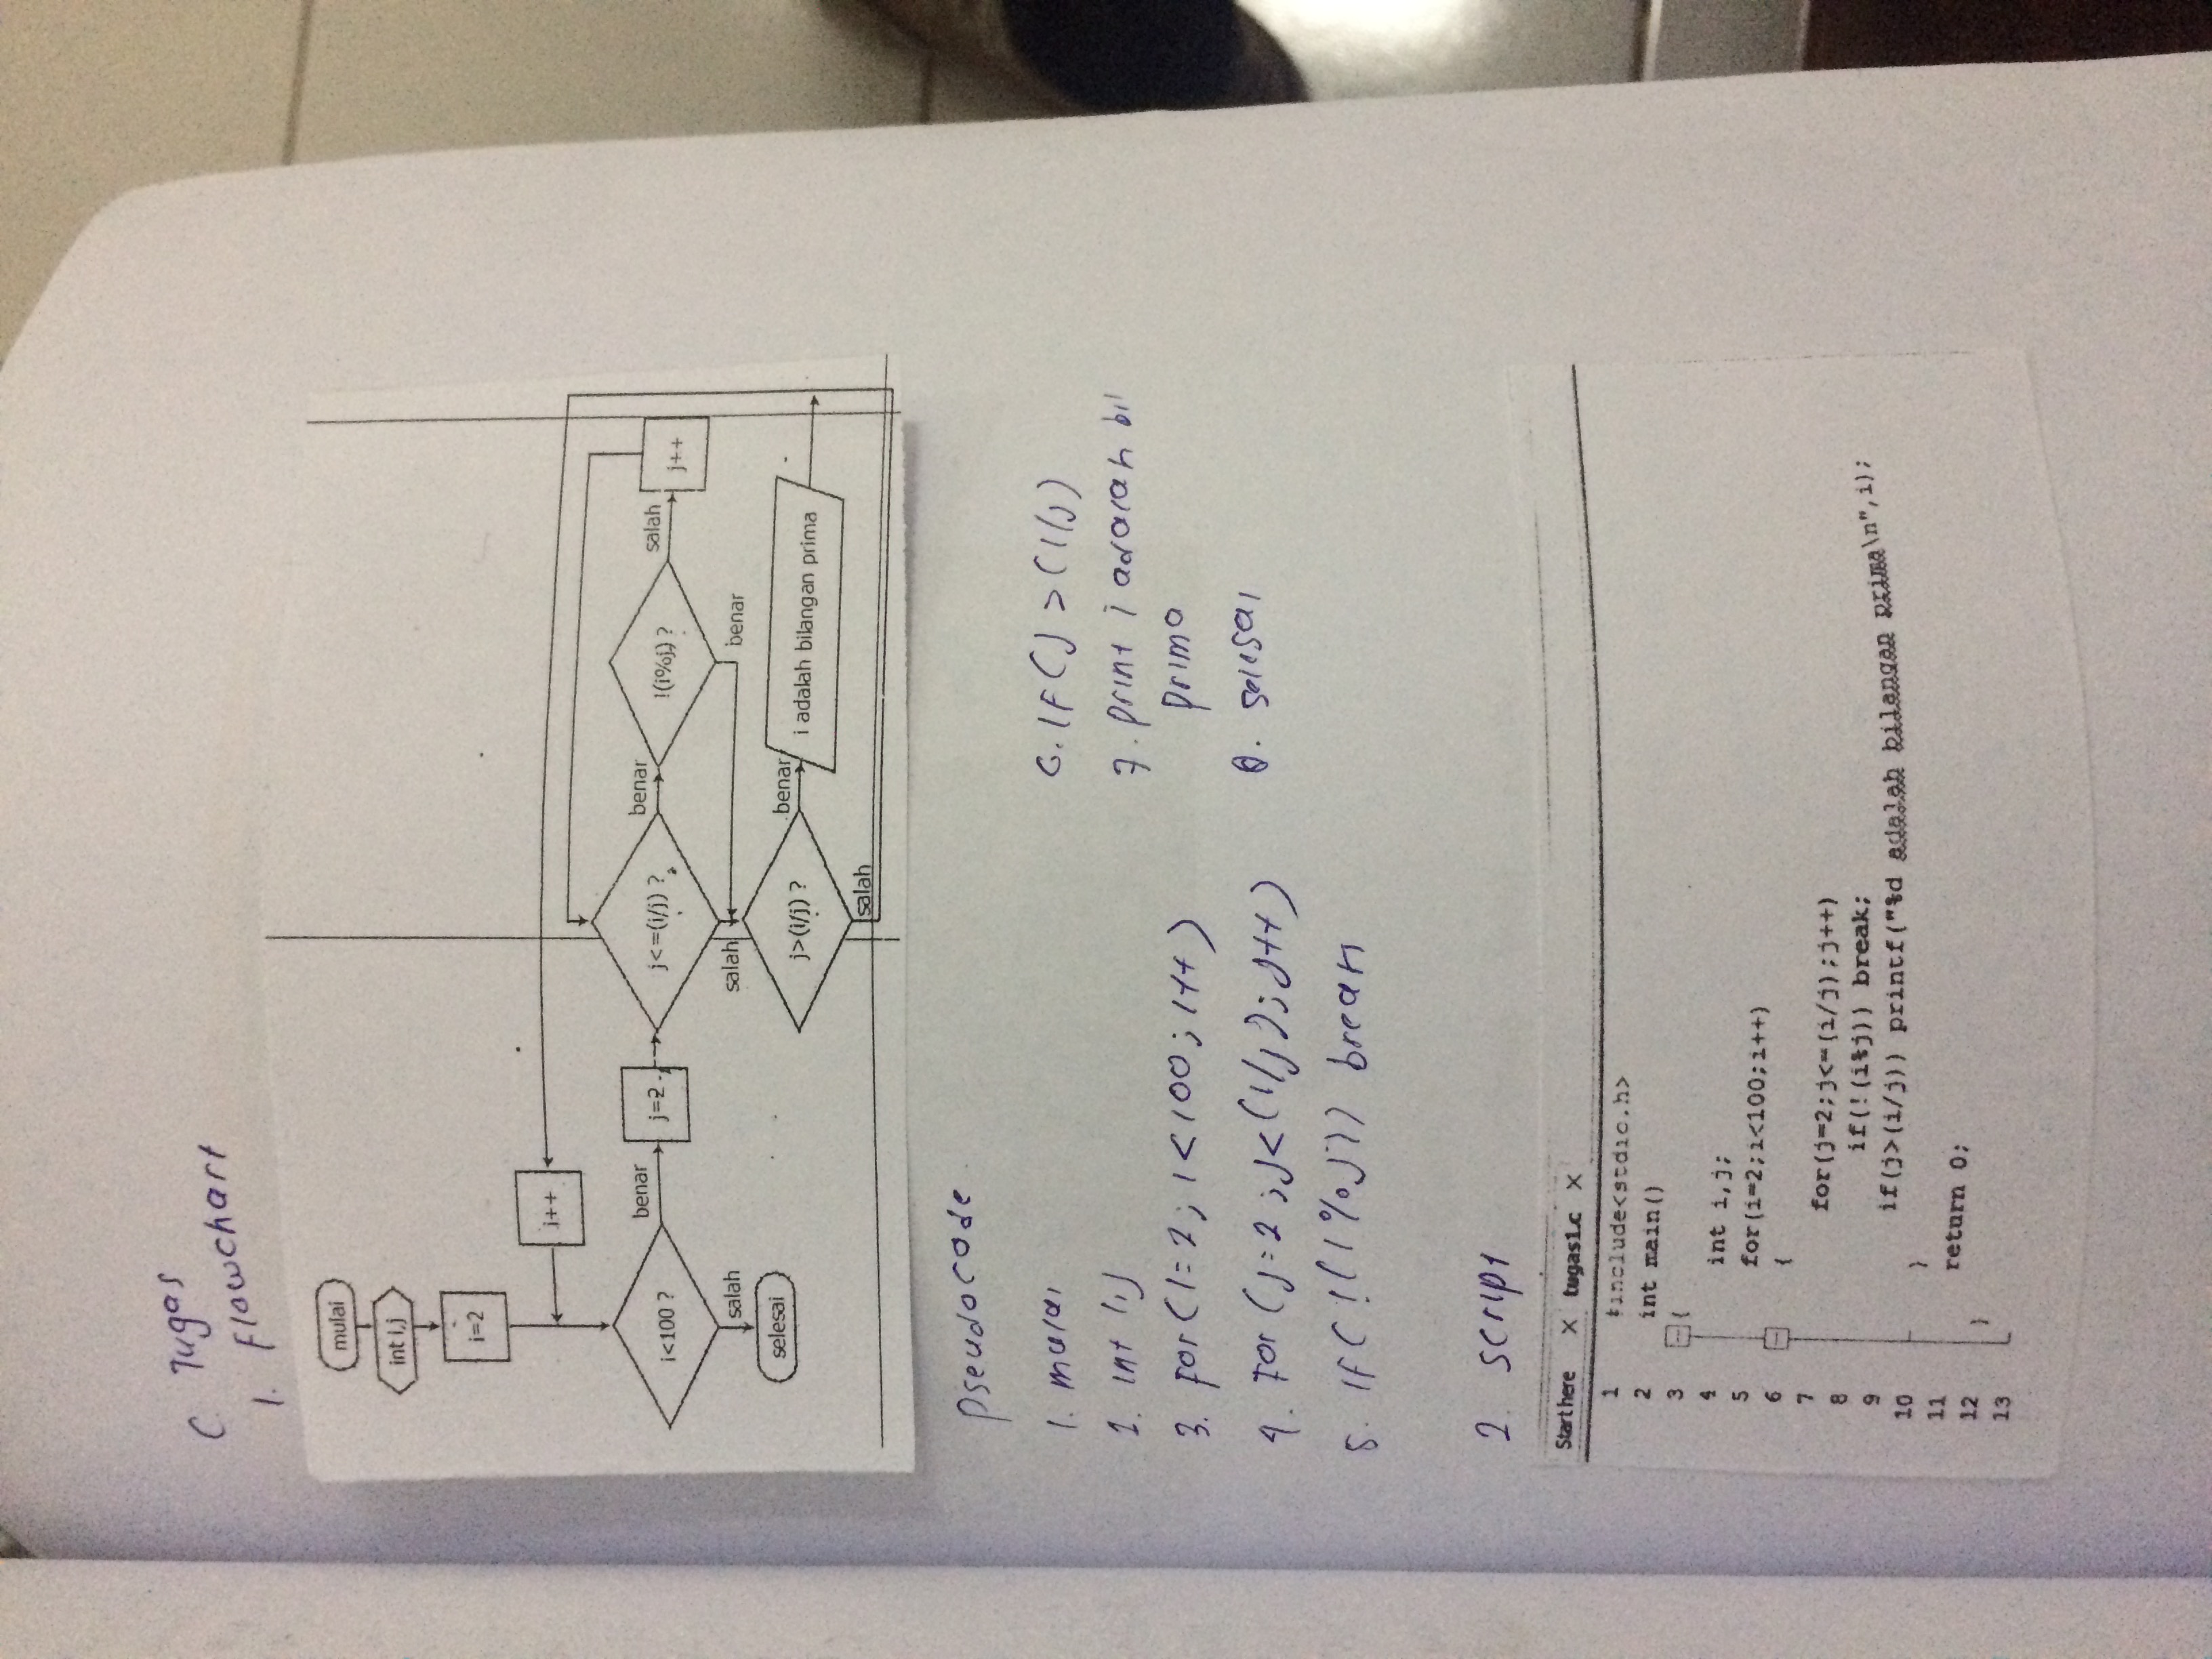 C. Tugas
1. Flowchart
mulai
int i,j
i=2
i++
i<100 ?
benar
j=2
j<=(i/j) ?
benar
!(i%j) ?
salah
j++
salah
selesai
salah
benar
j>(i/j) ?
benar
i adalah bilangan prima
salah
Pseudocode
1. mulai
2. int i,j
3. for (i=2; i<100; i++)
4. for (j=2; j<(i/j); j++)
5. if (!(i%j)) break
6. if (j > (i/j)
7. print i adalah bil
prima
8. selesai
2. script
Start here X tugas1.c X
1 #include<stdio.h>
2 int main()
3 {
4 int i,j;
5 for(i=2;i<100;i++)
6 {
7 for(j=2;j<=(i/j);j++)
8 if(!(i%j)) break;
9 if(j>(i/j)) printf("%d adalah bilangan prima\n",i);
10 }
11 return 0;
12 }
13